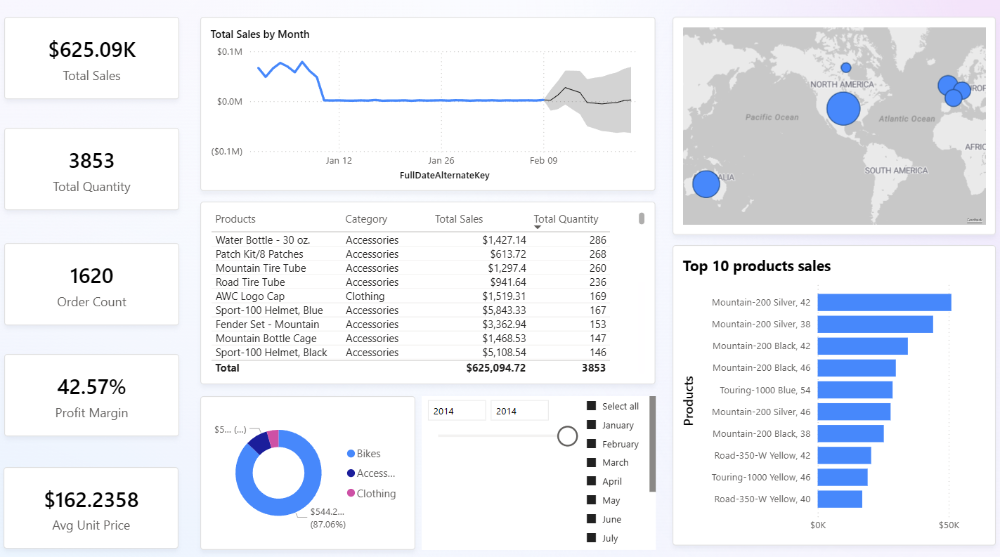 $625.09K
Total Sales
3853
Total Quantity
1620
Order Count
42.57%
Profit Margin
$162.2358
Avg Unit Price
Total Sales by Month
$0.1M
$0.0M
($0.1M)
Jan 12 Jan 26 Feb 09
FullDateAlternateKey
Products Category Total Sales Total Quantity
Water Bottle - 30 oz. Accessories $1,427.14 286
Patch Kit/8 Patches Accessories $613.72 268
Mountain Tire Tube Accessories $1,297.4 260
Road Tire Tube Accessories $941.64 236
AWC Logo Cap Clothing $1,519.31 169
Sport-100 Helmet, Blue Accessories $5,843.33 167
Fender Set - Mountain Accessories $3,362.94 153
Mountain Bottle Cage Accessories $1,468.53 147
Sport-100 Helmet, Black Accessories $5,108.54 146
Total $625,094.72 3853
$5... (...)
$544.2...
(87.06%)
Bikes
Access...
Clothing
2014 2014
Select all
January
February
March
April
May
June
July
NORTH AMERICA
Pacific Ocean
Atlantic Ocean
EUROP
AFRIC
SOUTH AMERICA
ALIA
Feedback
Top 10 products sales
Products
Mountain-200 Silver, 42
Mountain-200 Silver, 38
Mountain-200 Black, 42
Mountain-200 Black, 46
Touring-1000 Blue, 54
Mountain-200 Silver, 46
Mountain-200 Black, 38
Road-350-W Yellow, 42
Touring-1000 Yellow, 46
Road-350-W Yellow, 40
$0K $50K